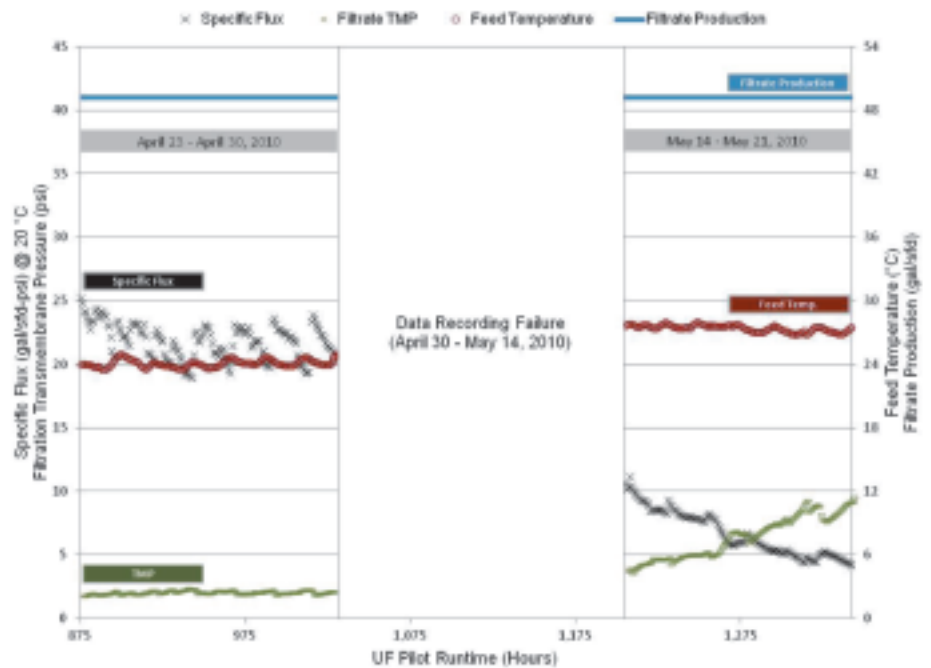 Specific Flux Filtrate TMP Feed Temperature Filtrate Production
45
40
35
30
25
20
15
10
5
0
54
48
42
36
30
24
18
12
6
0
Specific Flux (gal/sfd-psi) @ 20 °C
Filtration Transmembrane Pressure (psi)
Filtrate Production
April 23 - April 30, 2010
May 14 - May 21, 2010
Specific Flux
Feed Temp
Data Recording Failure
(April 30 - May 14, 2010)
TMP
Feed Temperature (°C)
Filtrate Production (gal/sfd)
875 975 1,075 1,175 1,275
UF Pilot Runtime (Hours)